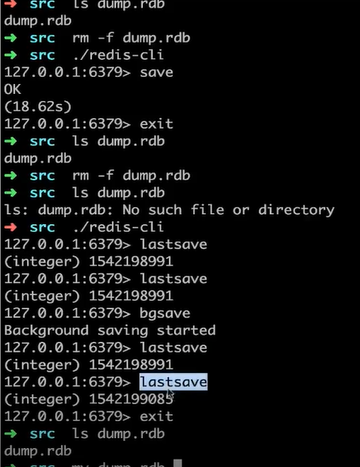 ➜ src ls dump.rdb
dump.rdb
➜ src rm -f dump.rdb
➜ src ./redis-cli
127.0.0.1:6379> save
OK
(18.62s)
127.0.0.1:6379> exit
➜ src ls dump.rdb
dump.rdb
➜ src rm -f dump.rdb
➜ src ls dump.rdb
ls: dump.rdb: No such file or directory
➜ src ./redis-cli
127.0.0.1:6379> lastsave
(integer) 1542198991
127.0.0.1:6379> lastsave
(integer) 1542198991
127.0.0.1:6379> bgsave
Background saving started
127.0.0.1:6379> lastsave
(integer) 1542198991
127.0.0.1:6379> lastsave
(integer) 1542199085
127.0.0.1:6379> exit
➜ src ls dump.rdb
dump.rdb
➜ src mv dump.rdb